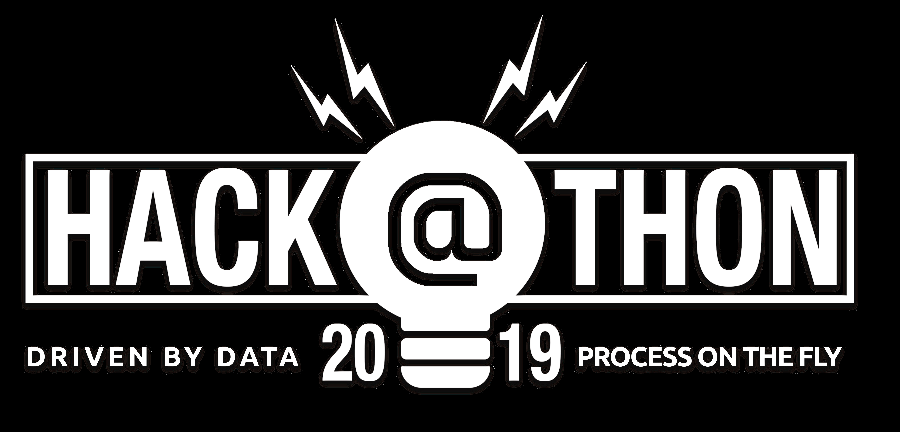 HACK@THON
DRIVEN BY DATA 2019 PROCESS ON THE FLY